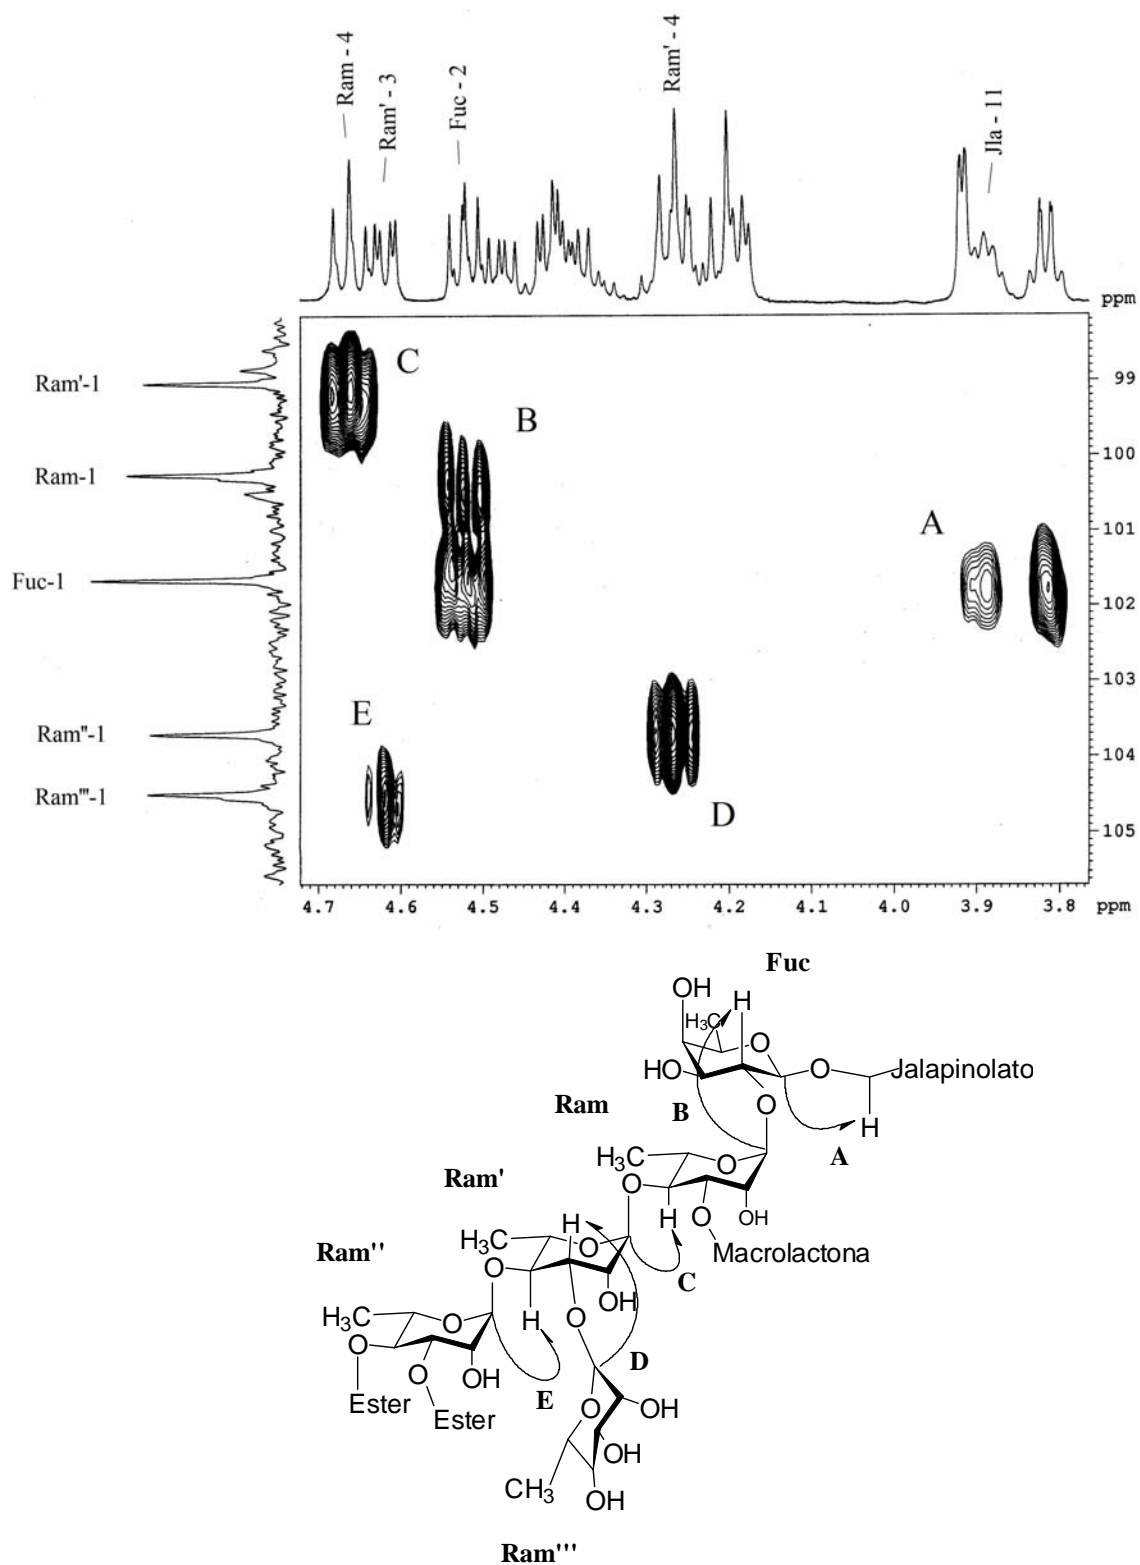 Ram - 4
Ram' - 3
Fuc - 2
Ram' - 4
Jla - 11
ppm
Ram'-1
Ram-1
Fuc-1
Ram"-1
Ram'''-1
C
B
A
E
D
99
100
101
102
103
104
105
4.7 4.6 4.5 4.4 4.3 4.2 4.1 4.0 3.9 3.8 ppm
Fuc
OH
H
H3C
O
O
Jalapinolato
HO
O
H
Ram
B
A
H3C
O
Ram'
O
H
O
OH
H
H3C
O
Macrolactona
Ram''
O
C
OH
H
O
H3C
O
D
O
O
OH
E
Ester
Ester
O
OH
OH
CH3
OH
Ram'''